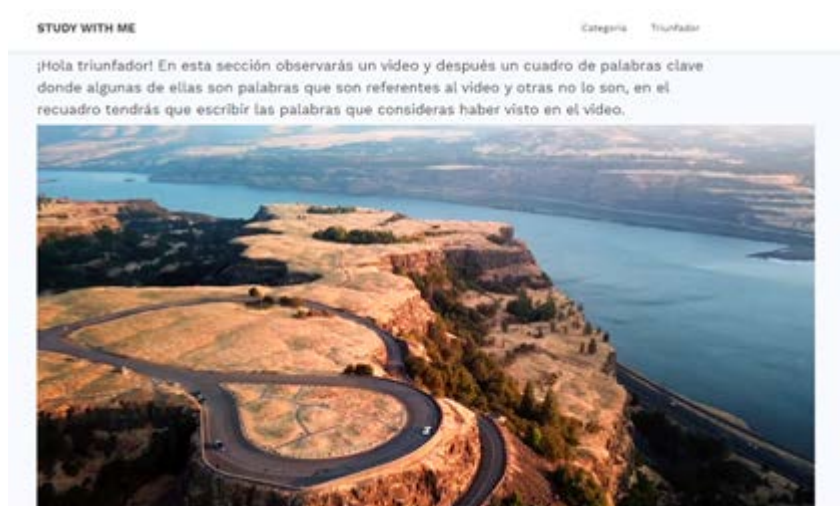 STUDY WITH ME
Categoria Triunfador
¡Hola triunfador! En esta sección observarás un video y después un cuadro de palabras clave
donde algunas de ellas son palabras que son referentes al video y otras no lo son, en el
recuadro tendrás que escribir las palabras que consideras haber visto en el video.